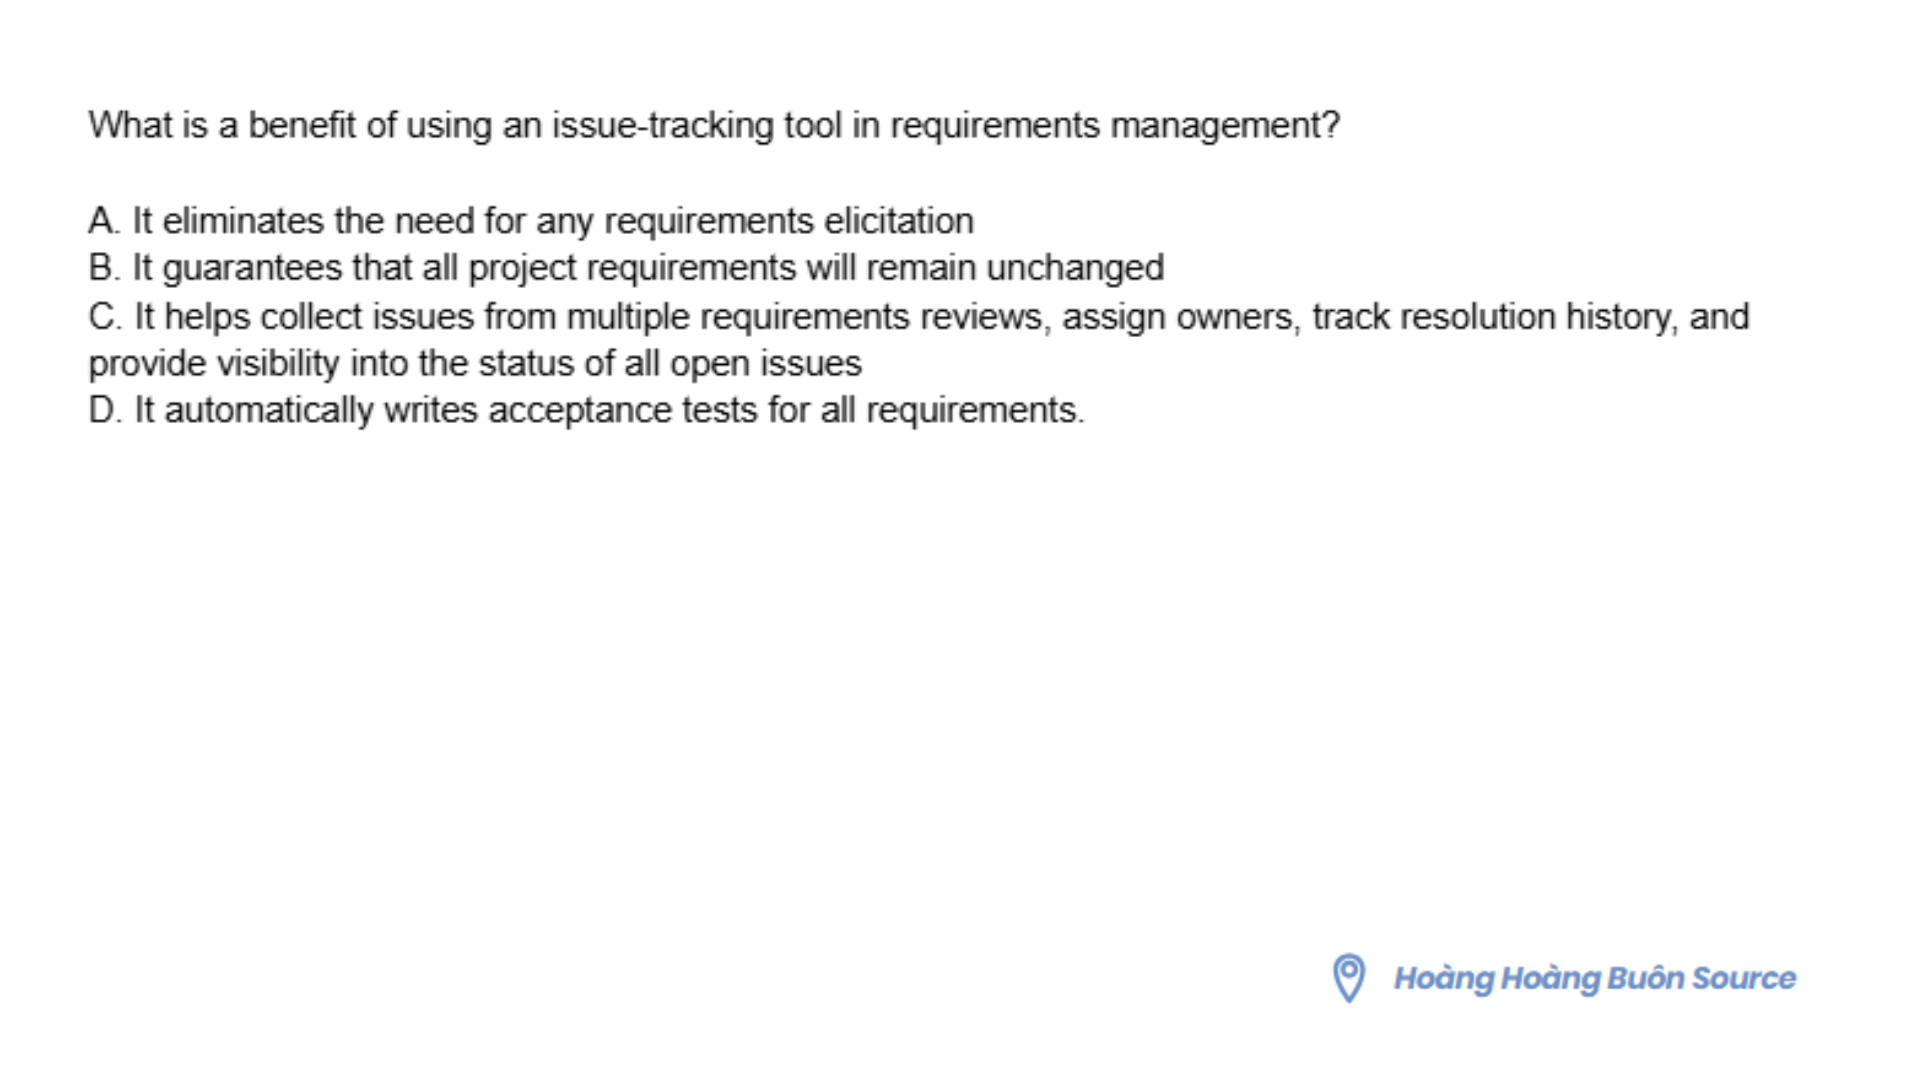 What is a benefit of using an issue-tracking tool in requirements management?
A. It eliminates the need for any requirements elicitation
B. It guarantees that all project requirements will remain unchanged
C. It helps collect issues from multiple requirements reviews, assign owners, track resolution history, and
provide visibility into the status of all open issues
D. It automatically writes acceptance tests for all requirements.
Hoàng Hoàng Buôn Source